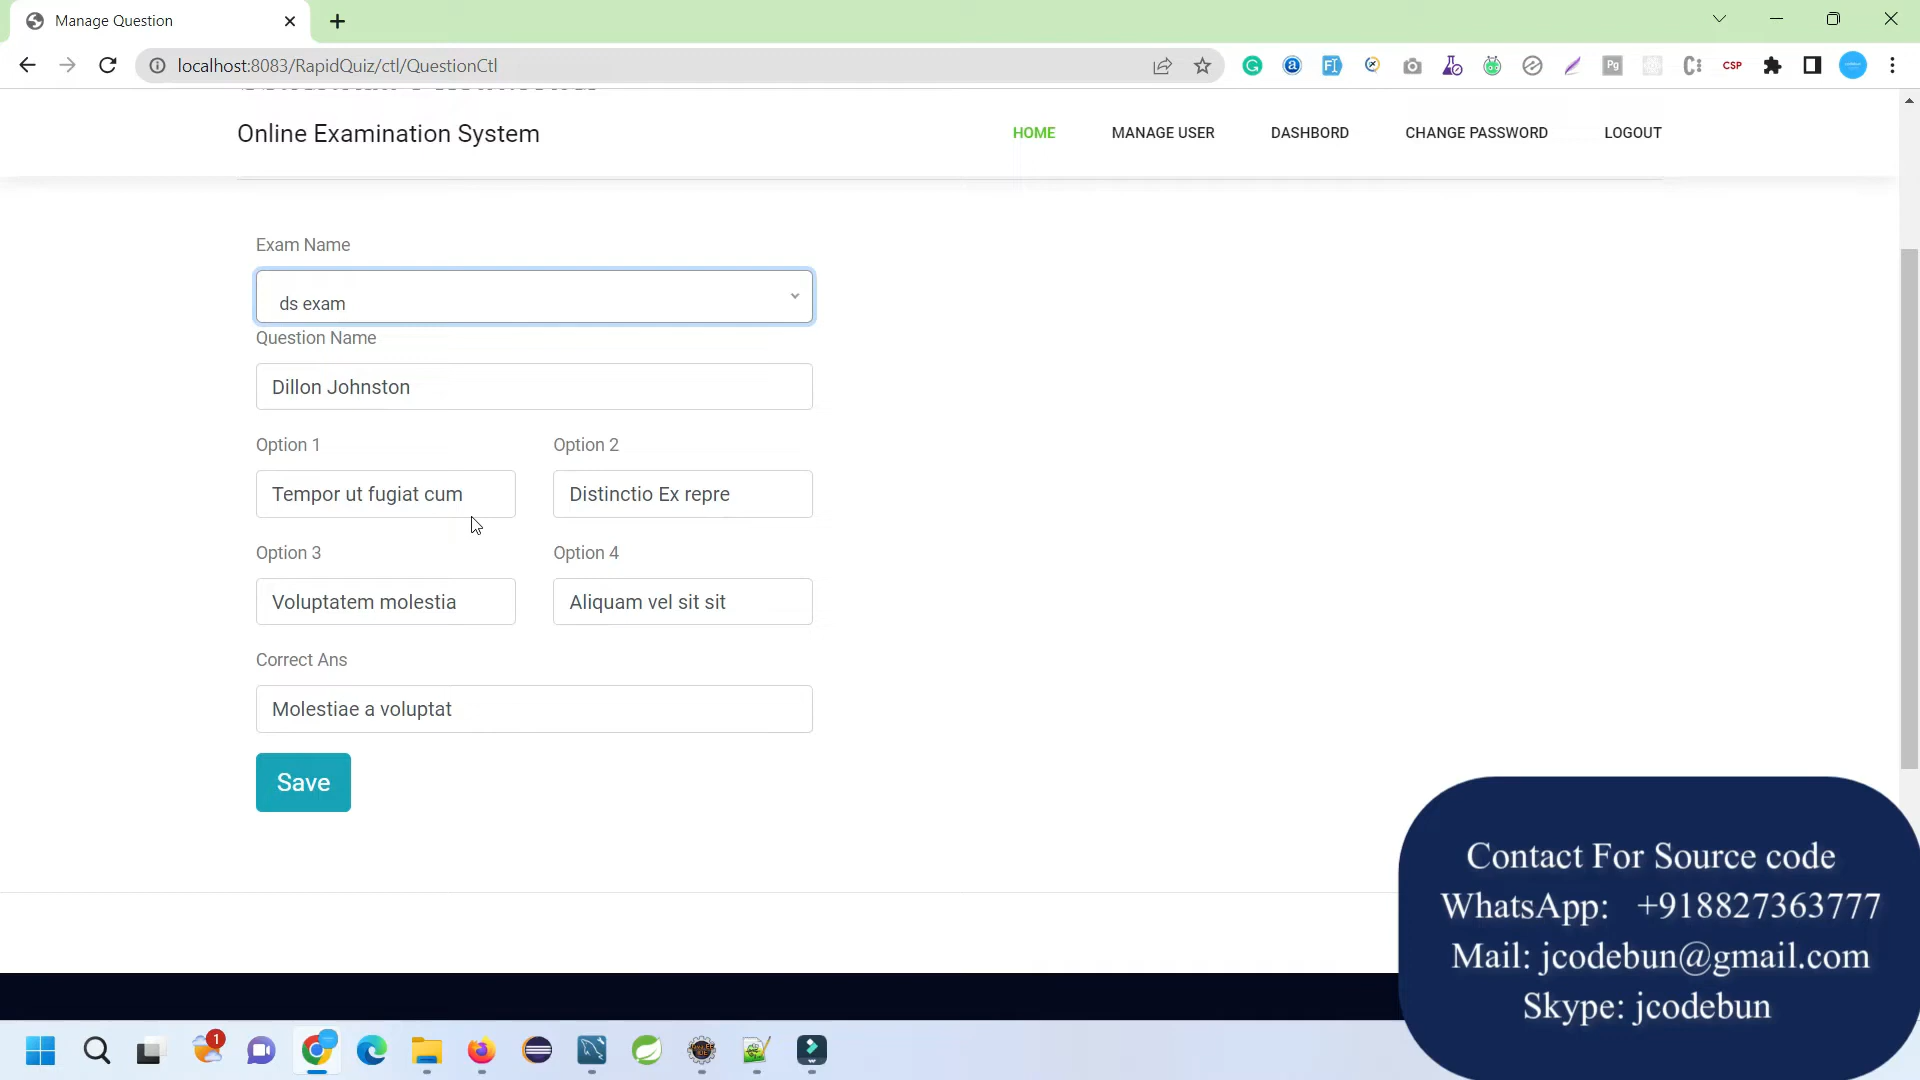 Manage Question
localhost:8083/RapidQuiz/ctl/QuestionCtl
Online Examination System
HOME
MANAGE USER
DASHBORD
CHANGE PASSWORD
LOGOUT
Exam Name
ds exam
Question Name
Dillon Johnston
Option 1
Option 2
Tempor ut fugiat cum
Distinctio Ex repre
Option 3
Option 4
Voluptatem molestia
Aliquam vel sit sit
Correct Ans
Molestiae a voluptat
Save
Contact For Source code
WhatsApp: +918827363777
Mail: jcodebun@gmail.com
Skype: jcodebun
CSP
Pg
1